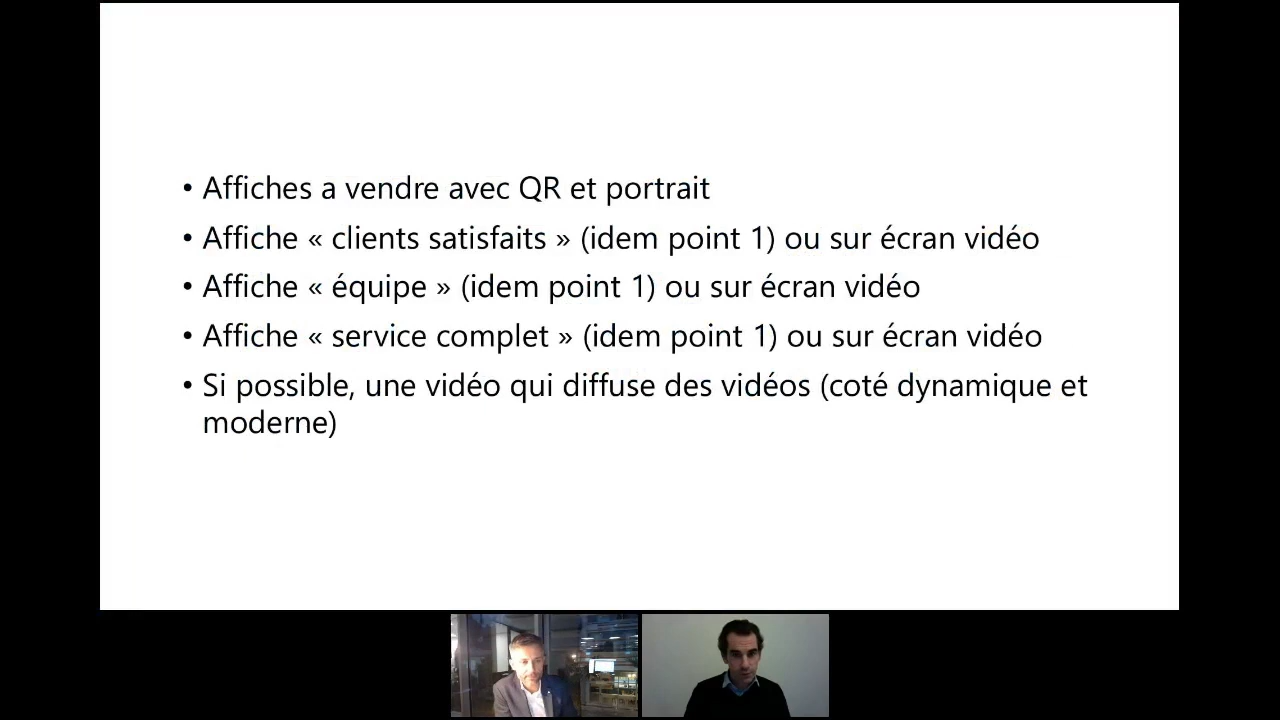 • Affiches a vendre avec QR et portrait
• Affiche « clients satisfaits » (idem point 1) ou sur écran vidéo
• Affiche « équipe » (idem point 1) ou sur écran vidéo
• Affiche « service complet » (idem point 1) ou sur écran vidéo
• Si possible, une vidéo qui diffuse des vidéos (coté dynamique et
moderne)